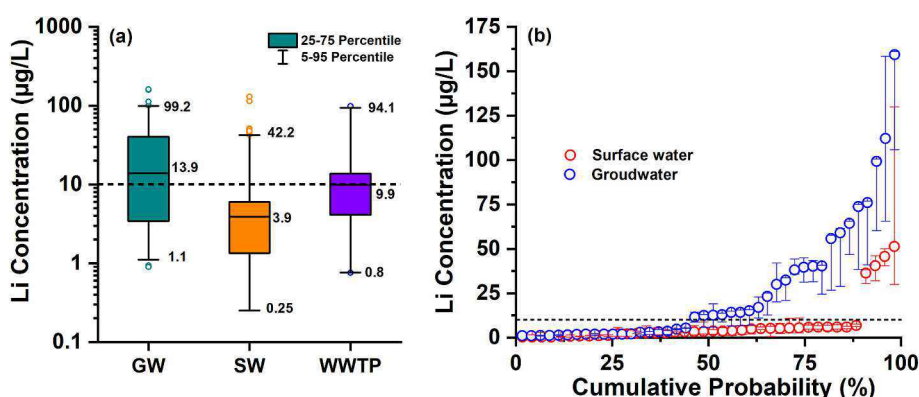 (a)
25-75 Percentile
5-95 Percentile
Li Concentration (µg/L)
1000
100
10
1
0.1
99.2
13.9
1.1
42.2
3.9
0.25
94.1
9.9
0.8
GW
SW
WWTP
(b)
Surface water
Groudwater
Li Concentration (µg/L)
175
150
125
100
75
50
25
0
0
25
50
75
100
Cumulative Probability (%)